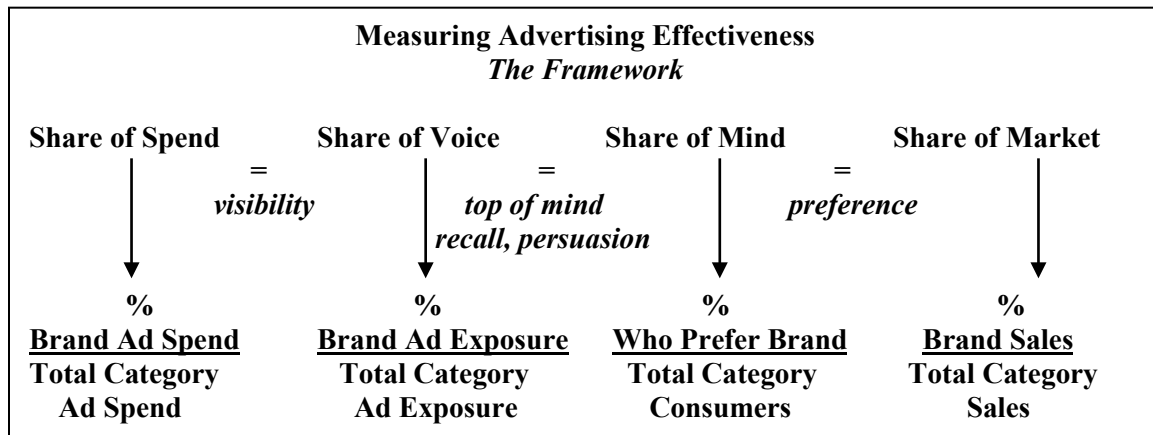 Measuring Advertising Effectiveness
The Framework
Share of Spend Share of Voice Share of Mind Share of Market
= = =
visibility top of mind preference
recall, persuasion
% % % %
Brand Ad Spend Brand Ad Exposure Who Prefer Brand Brand Sales
Total Category Total Category Total Category Total Category
Ad Spend Ad Exposure Consumers Sales